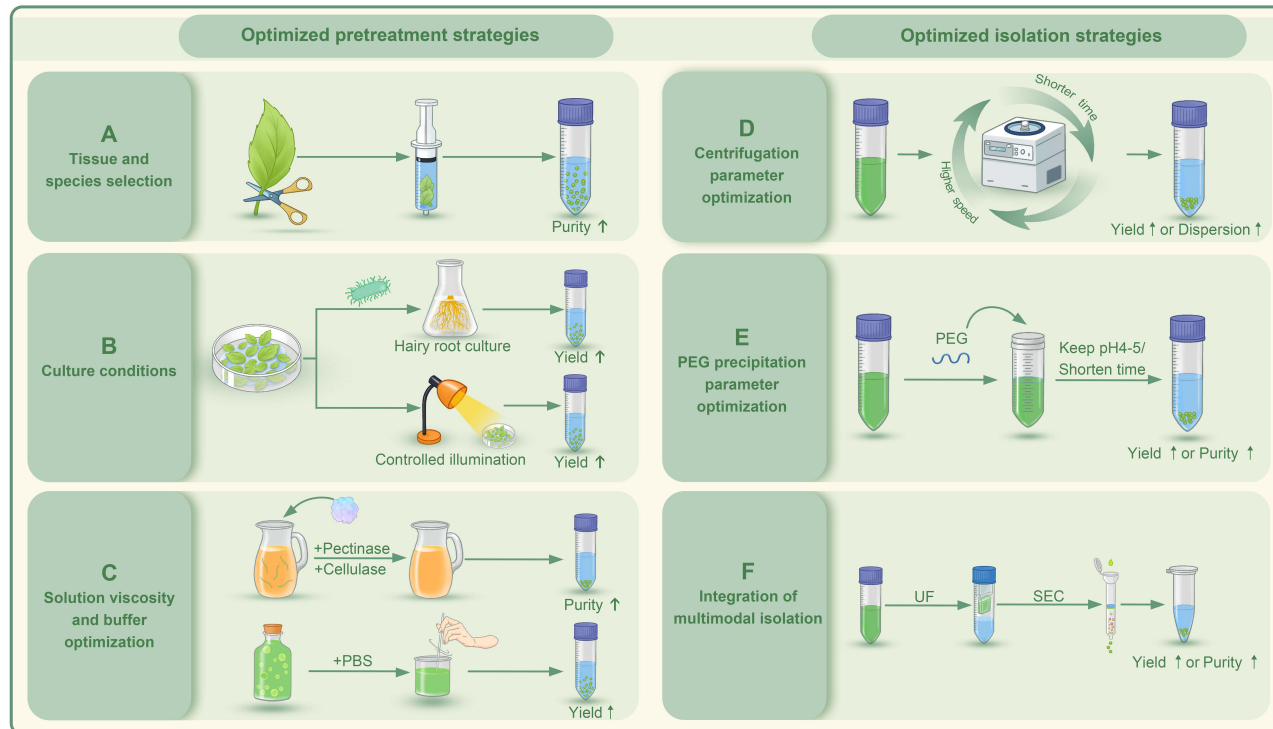 Optimized pretreatment strategies
Optimized isolation strategies
A
Tissue and
species selection
Purity ↑
B
Culture conditions
Hairy root culture
Yield ↑
Controlled illumination
Yield ↑
C
Solution viscosity
and buffer
optimization
+Pectinase
+Cellulase
Purity ↑
+PBS
Yield ↑
D
Centrifugation
parameter
optimization
Shorter time
Higher speed
Yield ↑ or Dispersion ↑
E
PEG precipitation
parameter
optimization
PEG
Keep pH4-5/
Shorten time
Yield ↑ or Purity ↑
F
Integration of
multimodal isolation
UF
SEC
Yield ↑ or Purity ↑